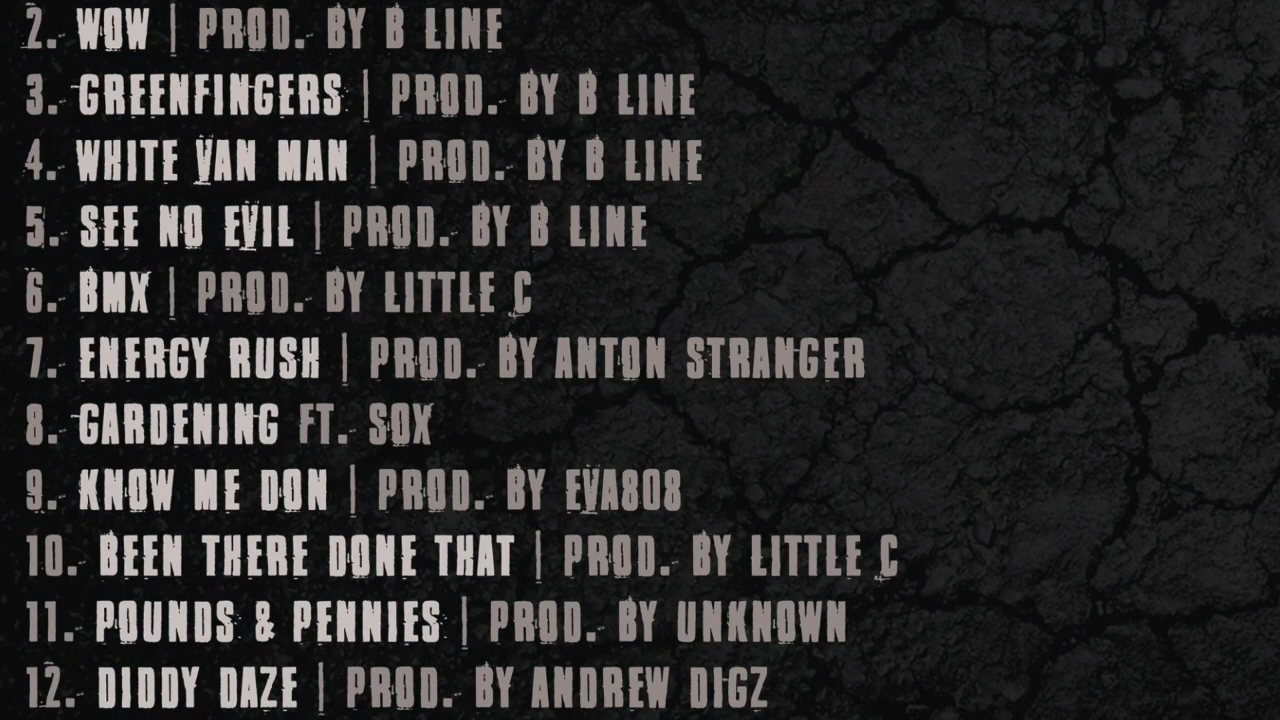 2. WOW | PROD. BY B LINE
3. GREENFINGERS | PROD. BY B LINE
4. WHITE VAN MAN | PROD. BY B LINE
5. SEE NO EVIL | PROD. BY B LINE
6. BMX | PROD. BY LITTLE C
7. ENERGY RUSH | PROD. BY ANTON STRANGER
8. GARDENING FT. SOX
9. KNOW ME DON | PROD. BY EVA808
10. BEEN THERE DONE THAT | PROD. BY LITTLE C
11. POUNDS & PENNIES | PROD. BY UNKNOWN
12. DIDDY DAZE | PROD. BY ANDREW DIGZ